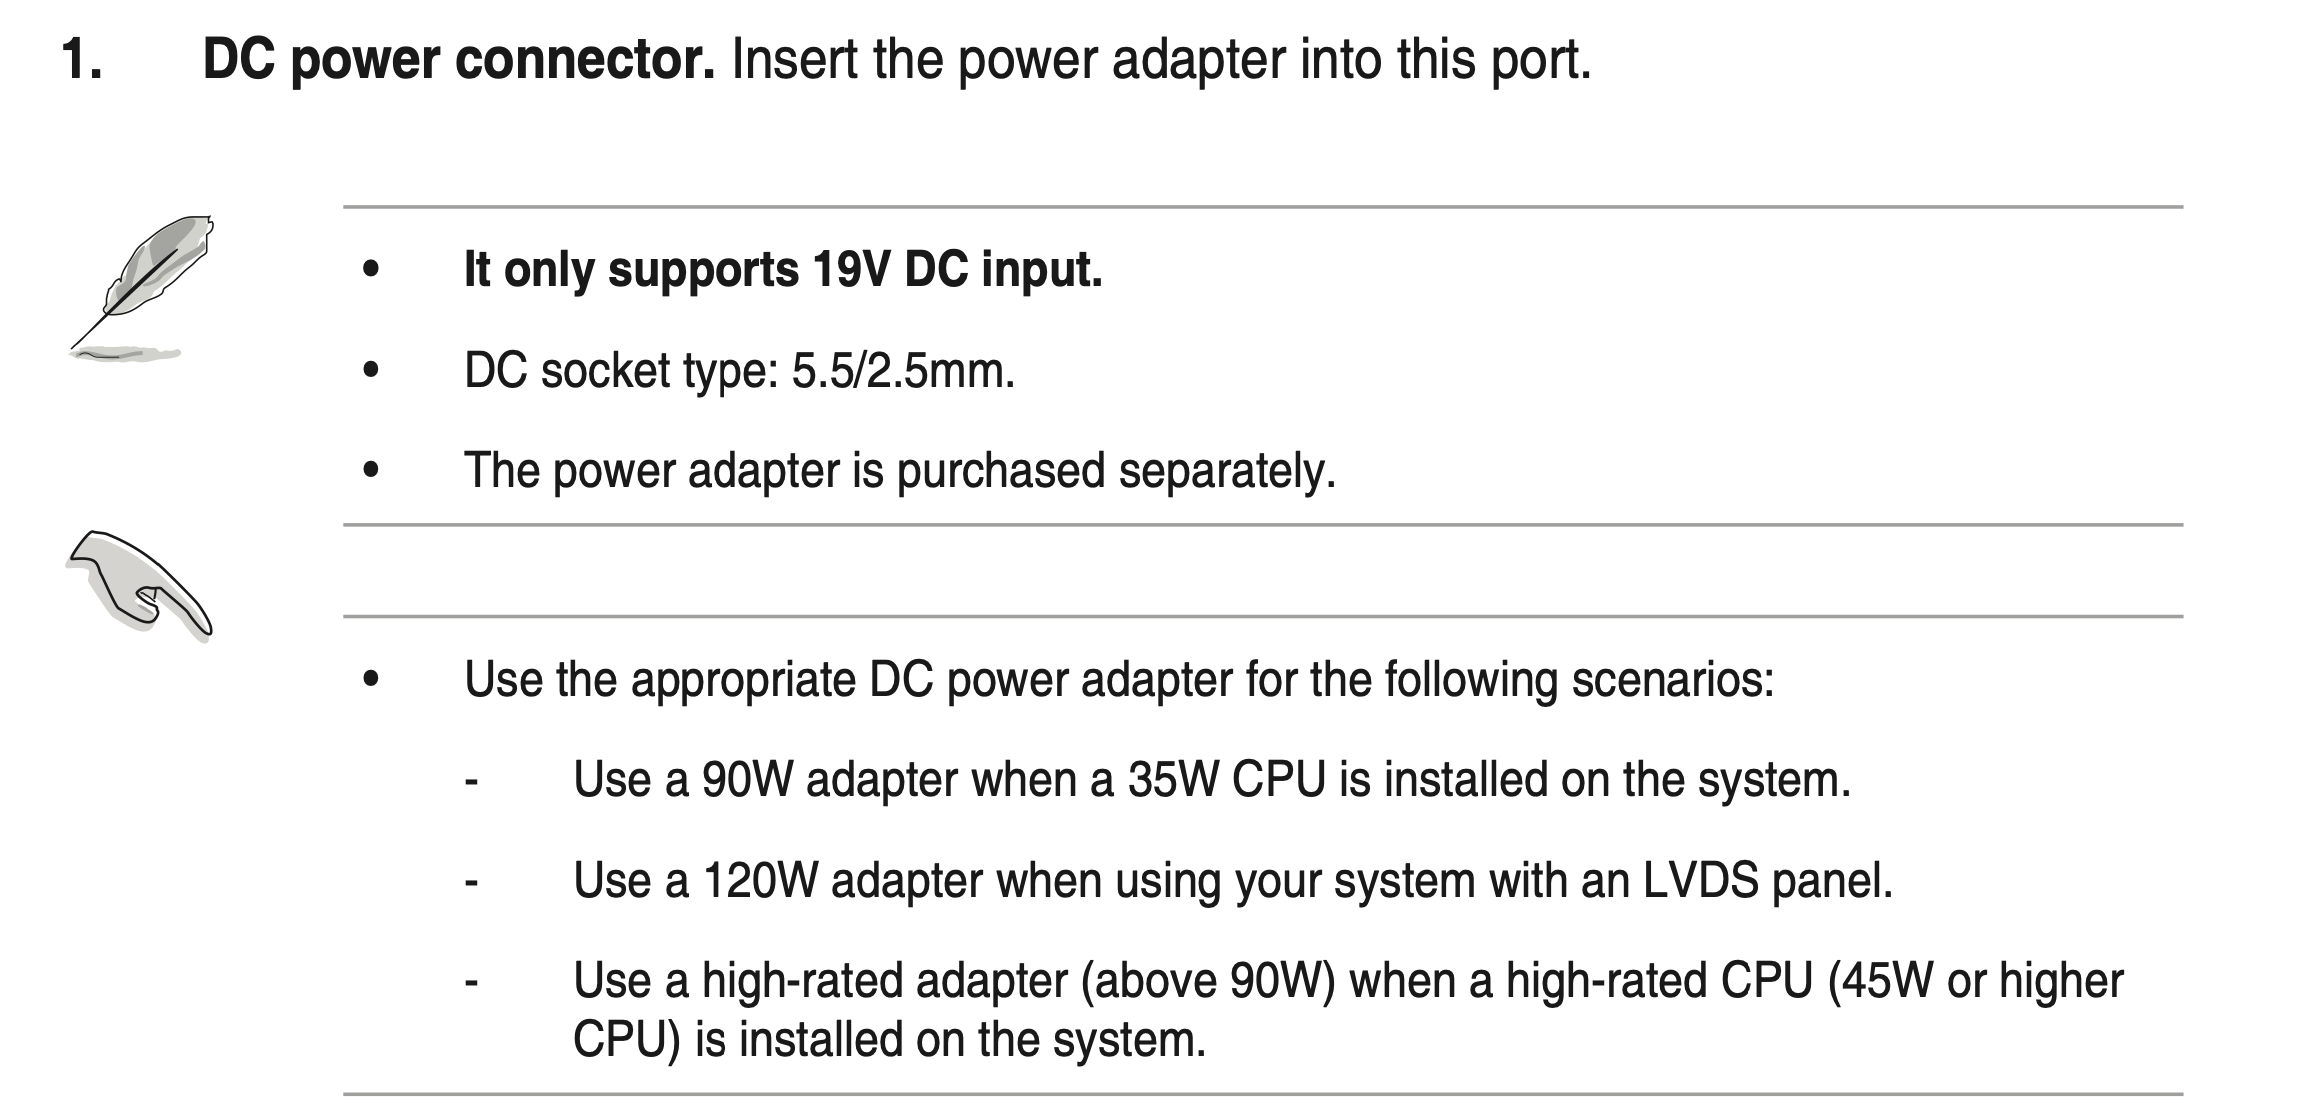 1. DC power connector. Insert the power adapter into this port.
• It only supports 19V DC input.
• DC socket type: 5.5/2.5mm.
• The power adapter is purchased separately.
• Use the appropriate DC power adapter for the following scenarios:
- Use a 90W adapter when a 35W CPU is installed on the system.
- Use a 120W adapter when using your system with an LVDS panel.
- Use a high-rated adapter (above 90W) when a high-rated CPU (45W or higher
CPU) is installed on the system.